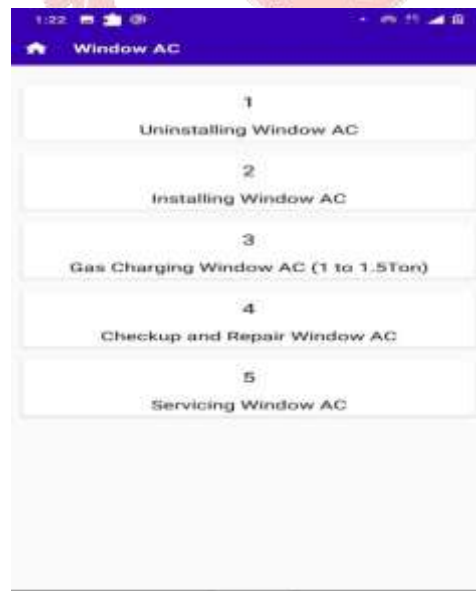 1:22
Window AC
1
Uninstalling Window AC
2
Installing Window AC
3
Gas Charging Window AC (1 to 1.5Ton)
4
Checkup and Repair Window AC
5
Servicing Window AC